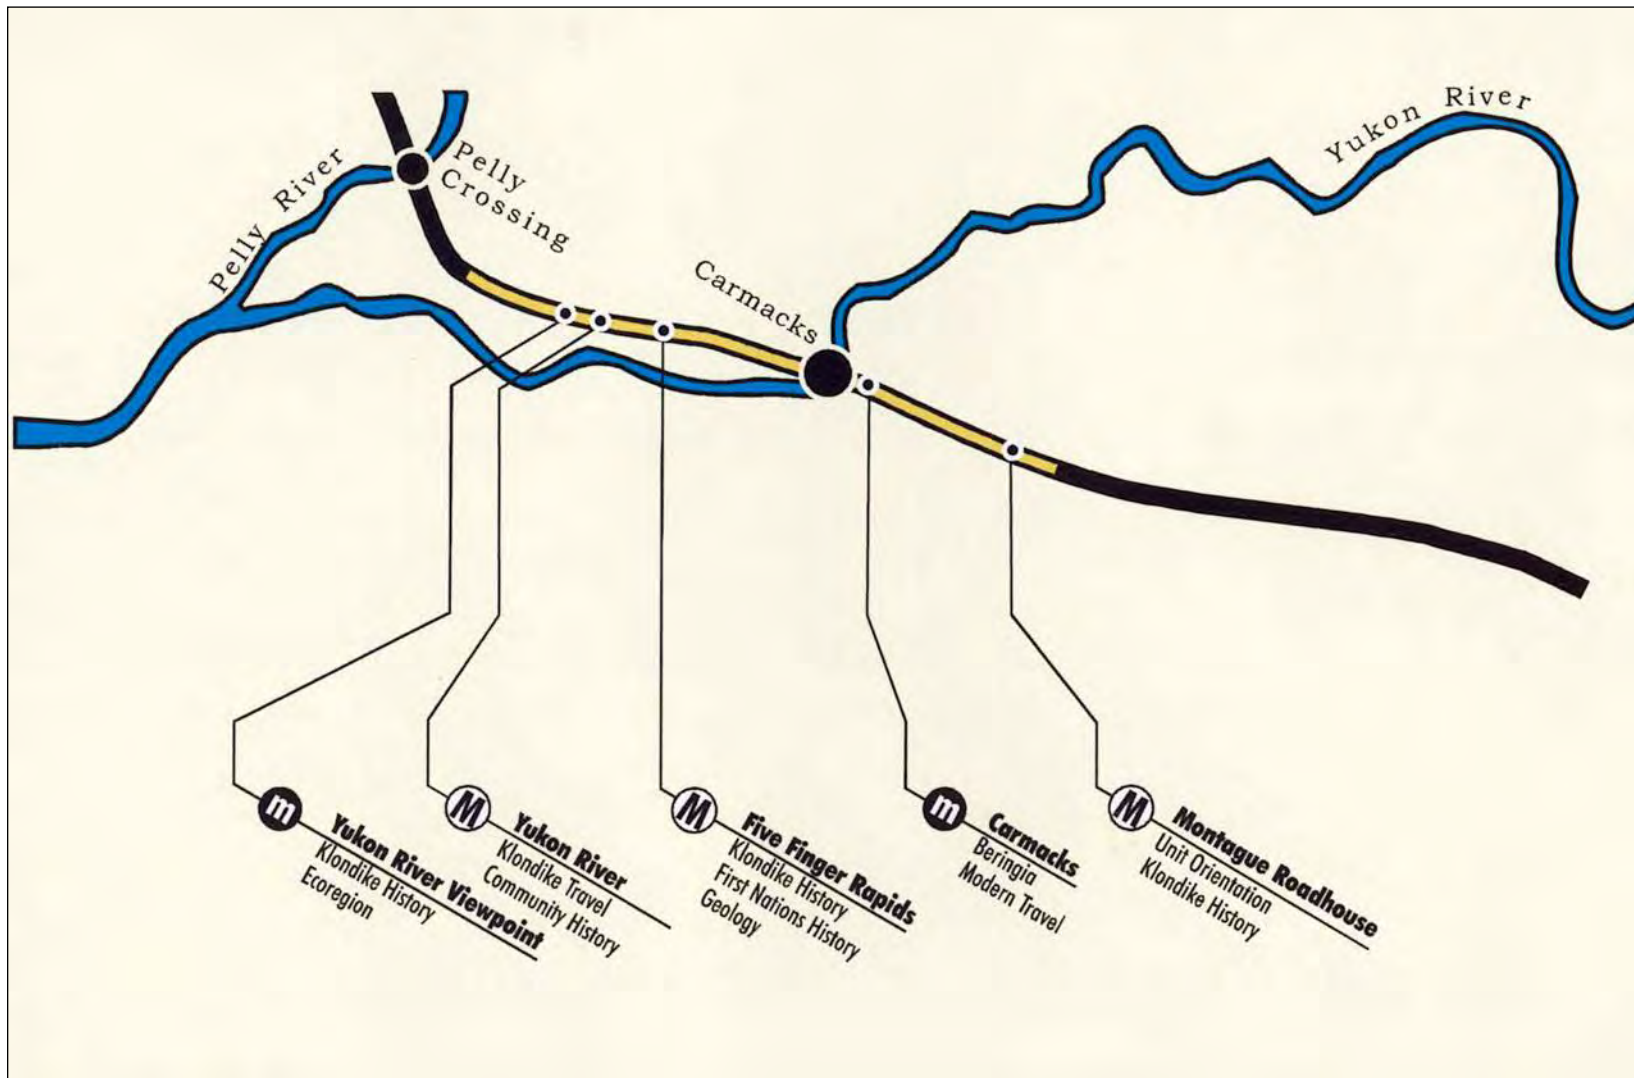 Pelly River
Pelly
Crossing
Carmacks
Yukon River
m
Yukon River Viewpoint
Klondike History
Ecoregion
M
Yukon River
Klondike Travel
Community History
M
Five Finger Rapids
Klondike History
First Nations History
Geology
m
Carmacks
Beringia
Modern Travel
M
Montague Roadhouse
Unit Orientation
Klondike History